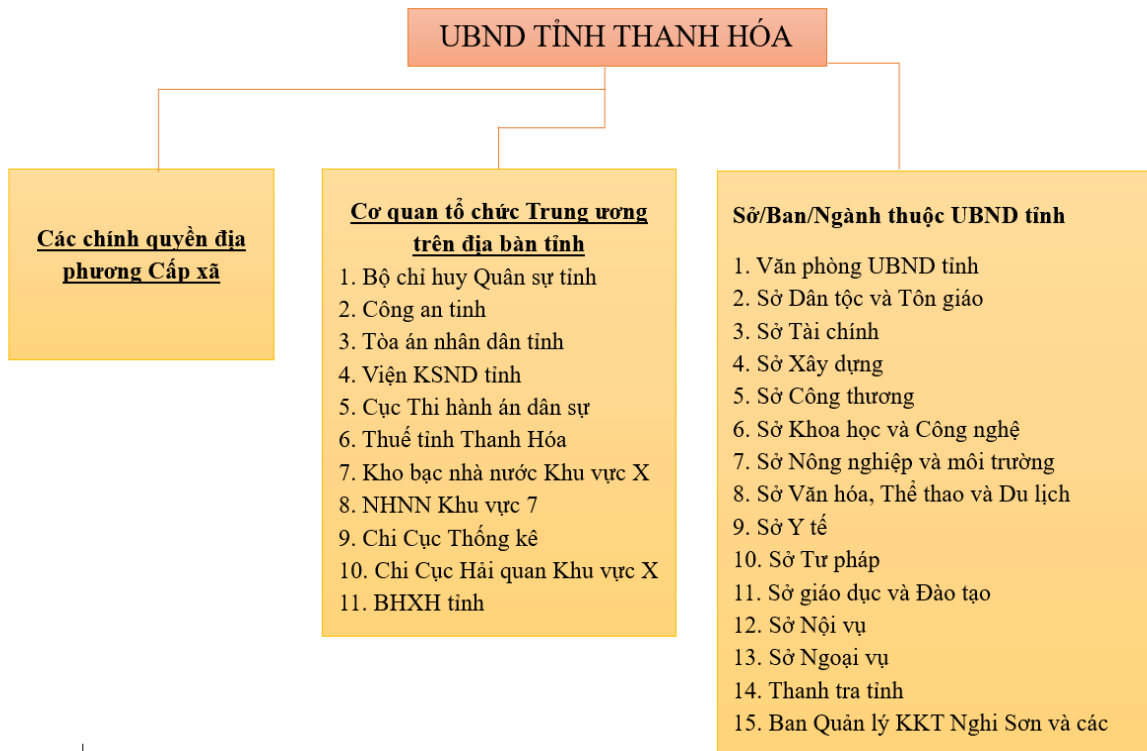 UBND TỈNH THANH HÓA
Các chính quyền địa
phương Cấp xã
Cơ quan tổ chức Trung ương
trên địa bàn tỉnh
1. Bộ chỉ huy Quân sự tỉnh
2. Công an tinh
3. Tòa án nhân dân tỉnh
4. Viện KSND tỉnh
5. Cục Thi hành án dân sự
6. Thuế tỉnh Thanh Hóa
7. Kho bạc nhà nước Khu vực X
8. NHNN Khu vực 7
9. Chi Cục Thống kê
10. Chi Cục Hải quan Khu vực X
11. BHXH tỉnh
Sở/Ban/Ngành thuộc UBND tỉnh
1. Văn phòng UBND tỉnh
2. Sở Dân tộc và Tôn giáo
3. Sở Tài chính
4. Sở Xây dựng
5. Sở Công thương
6. Sở Khoa học và Công nghệ
7. Sở Nông nghiệp và môi trường
8. Sở Văn hóa, Thể thao và Du lịch
9. Sở Y tế
10. Sở Tư pháp
11. Sở giáo dục và Đào tạo
12. Sở Nội vụ
13. Sở Ngoại vụ
14. Thanh tra tỉnh
15. Ban Quản lý KKT Nghi Sơn và các